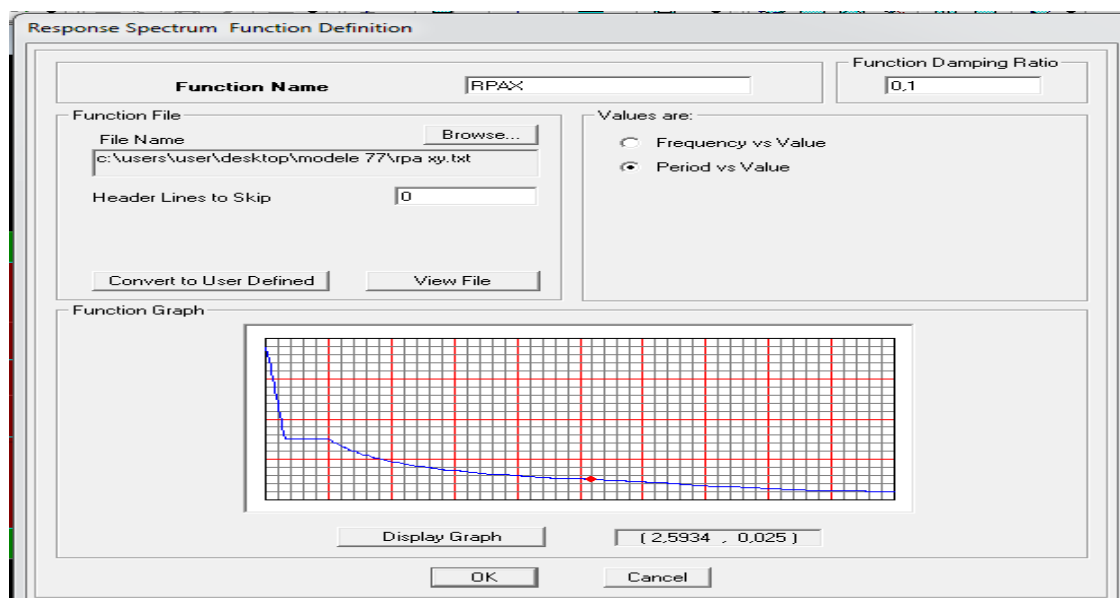 Response Spectrum Function Definition
Function Damping Ratio
Function Name RPAX 0,1
Function File Values are:
File Name Browse... Frequency vs Value
c:\users\user\desktop\modele 77\rpa xy.txt Period vs Value
Header Lines to Skip 0
Convert to User Defined View File
Function Graph
Display Graph ( 2,5934 , 0,025 )
OK Cancel